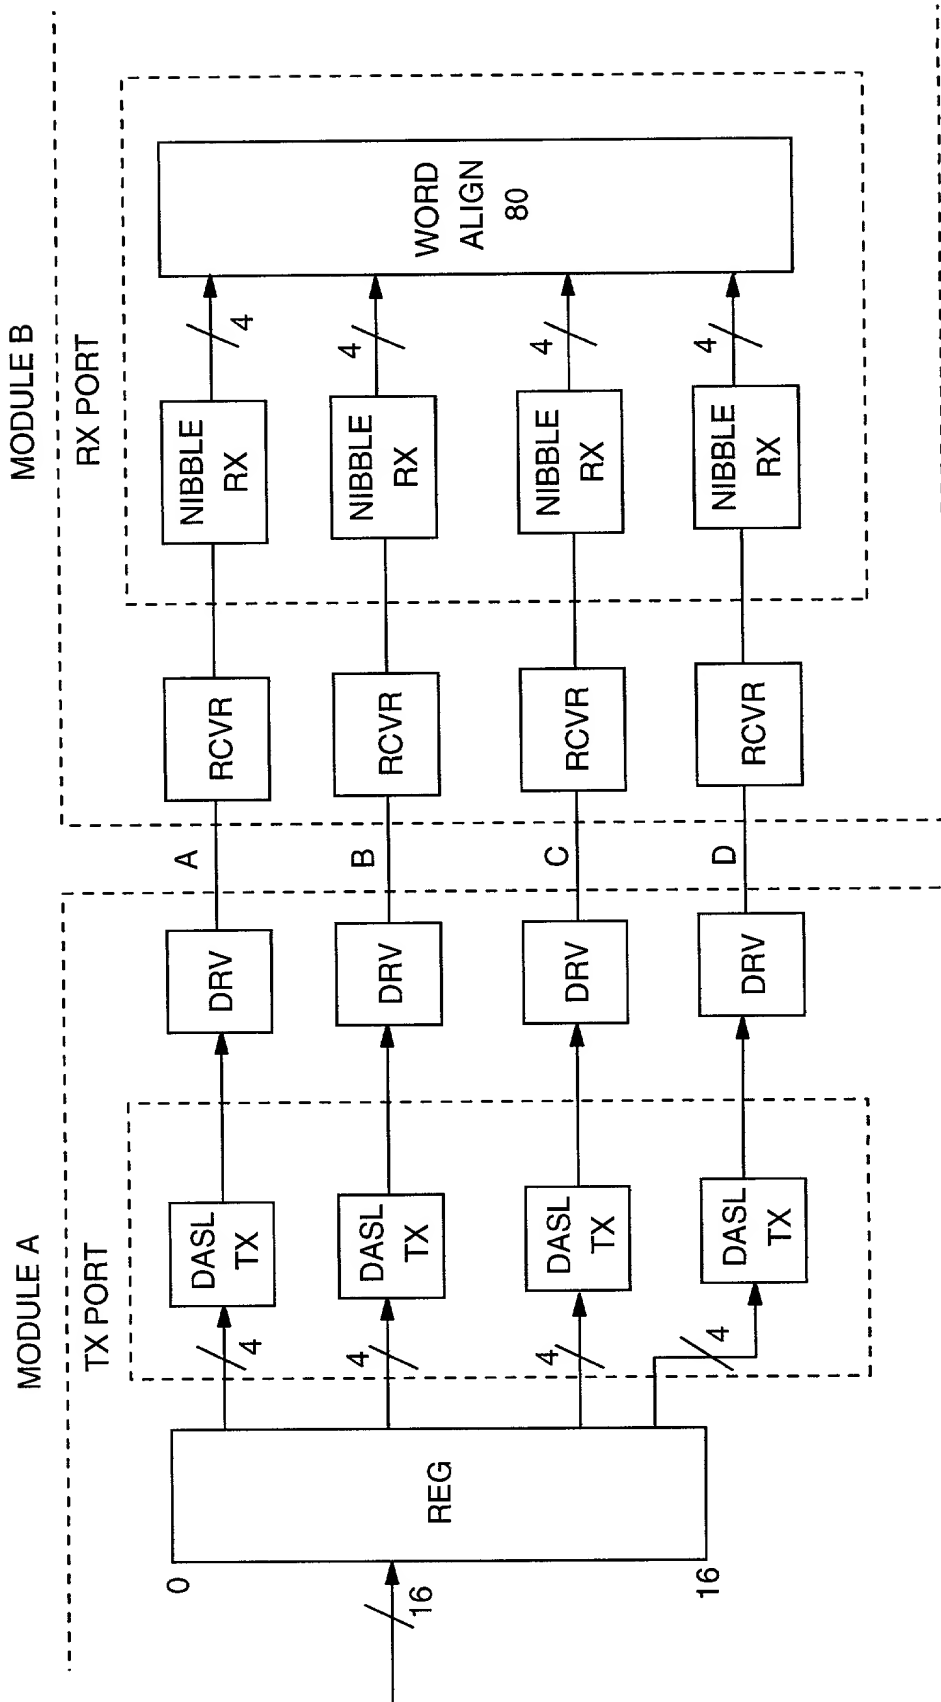 MODULE A
MODULE B
TX PORT
RX PORT
0
16
16
REG
4
4
4
4
DASL
TX
DASL
TX
DASL
TX
DASL
TX
DRV
DRV
DRV
DRV
A
B
C
D
RCVR
RCVR
RCVR
RCVR
NIBBLE
RX
NIBBLE
RX
NIBBLE
RX
NIBBLE
RX
4
4
4
4
WORD
ALIGN
80